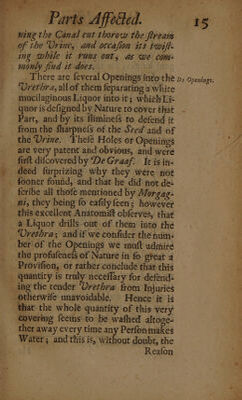 Parts Affected. 15
ning the Canal cut thorow the ſtream
of the Urine, and occaſion its twiſt-
ing while it runs out, as we com-
monly find it does.
There are ſeveral Openings into the
De Openings.
Urethra, all of them ſeparating a white
mucilaginous Liquor into it; which Li-
quor is deſigned by Nature to cover that
Part, and by its ſlimineſs to defend it
from the ſharpneſs of the Seed and of
the Urine. Theſe Holes or Openings
are very patent and obvious, and were
firſt diſcovered by De Graaf. It is in-
deed ſurprizing why they were not
ſooner found, and that he did not de-
ſcribe all thoſe mentioned by Morgag-
ni, they being ſo eaſily ſeen; however
this excellent Anatomiſt obſerves, that
a Liquor drills out of them into the
Urethra; and if we conſider the num-
ber of the Openings we muſt admire
the profuſeneſs of Nature in ſo great a
Proviſion, or rather conclude that this
quantity is truly neceſſary for defend-
ing the tender Urethra from Injuries
otherwiſe unavoidable. Hence it is
that the whole quantity of this very
covering ſeems to be waſhed altoge-
ther away every time any Perſon makes
Water; and this is, without doubt, the
Reaſon